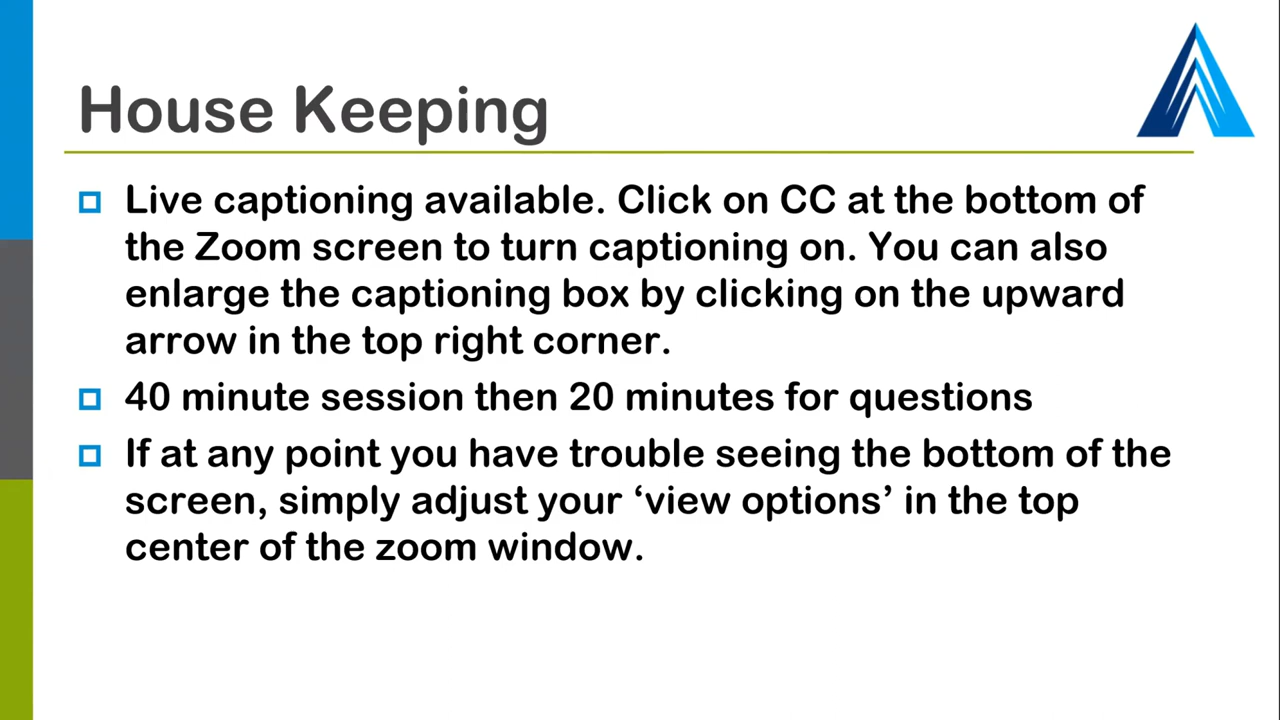 House Keeping
Live captioning available. Click on CC at the bottom of
the Zoom screen to turn captioning on. You can also
enlarge the captioning box by clicking on the upward
arrow in the top right corner.
40 minute session then 20 minutes for questions
If at any point you have trouble seeing the bottom of the
screen, simply adjust your ‘view options’ in the top
center of the zoom window.